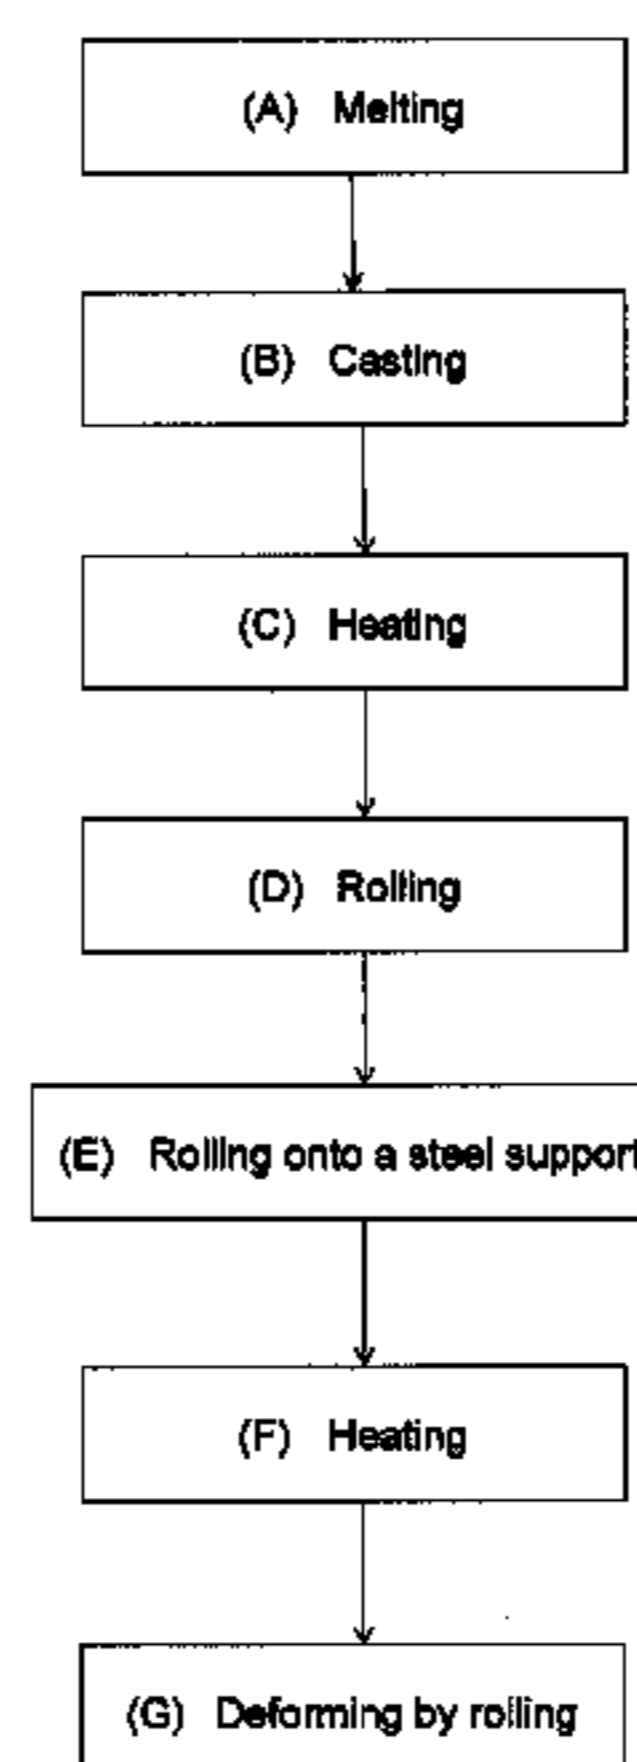 (A) Melting
(B) Casting
(C) Heating
(D) Rolling
(E) Rolling onto a steel support
(F) Heating
(G) Deforming by rolling